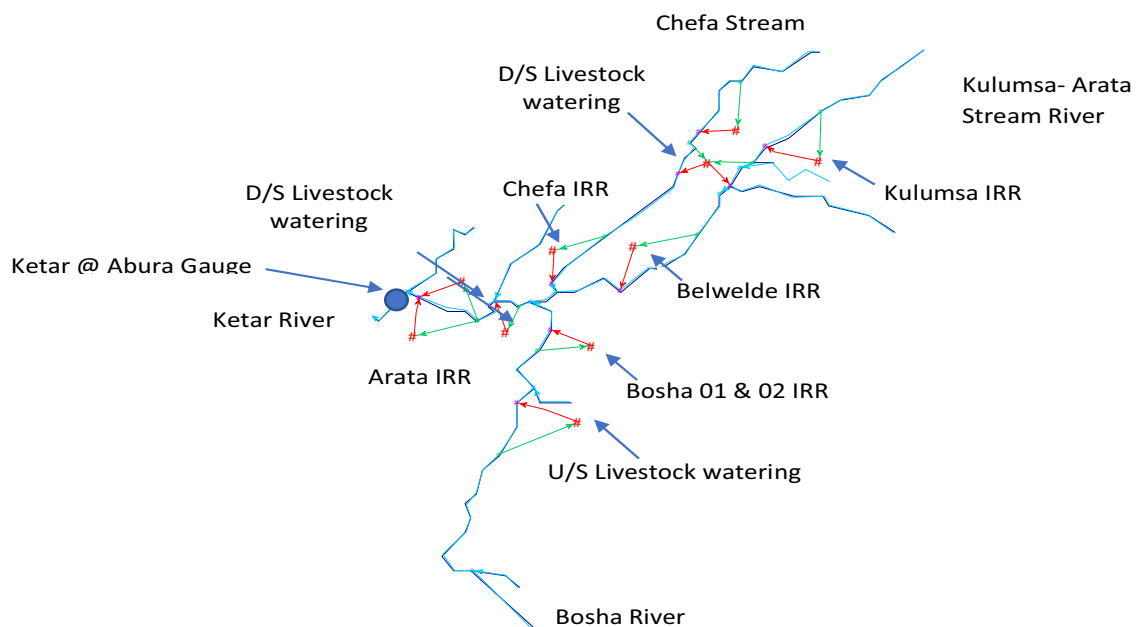 Chefa Stream
D/S Livestock
watering
Kulumsa- Arata
Stream River
D/S Livestock
watering
Chefa IRR
Kulumsa IRR
Ketar @ Abura Gauge
Belwelde IRR
Ketar River
Arata IRR
Bosha 01 & 02 IRR
U/S Livestock watering
Bosha River